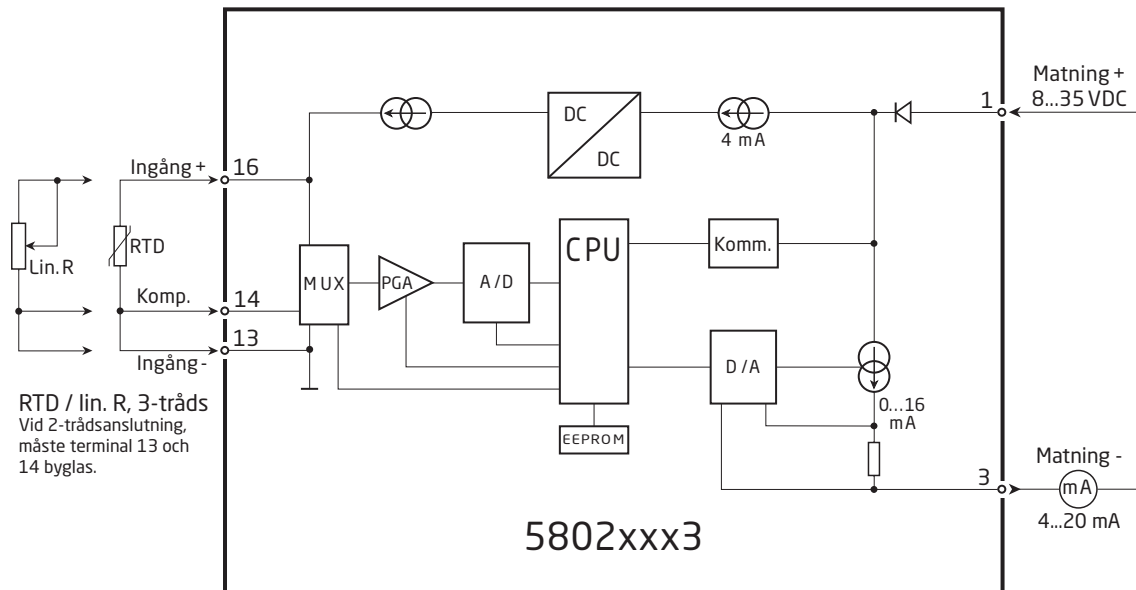 Matning +
8...35 VDC
1
DC
DC
4 mA
Ingång +
16
CPU
Komm.
RTD
Lin. R
MUX
PGA
A/D
Komp.
14
13
Ingång -
D/A
RTD / lin. R, 3-tråds
Vid 2-trådsanslutning,
måste terminal 13 och
14 byglas.
0...16
mA
EEPROM
Matning -
3
mA
4...20 mA
5802xxx3